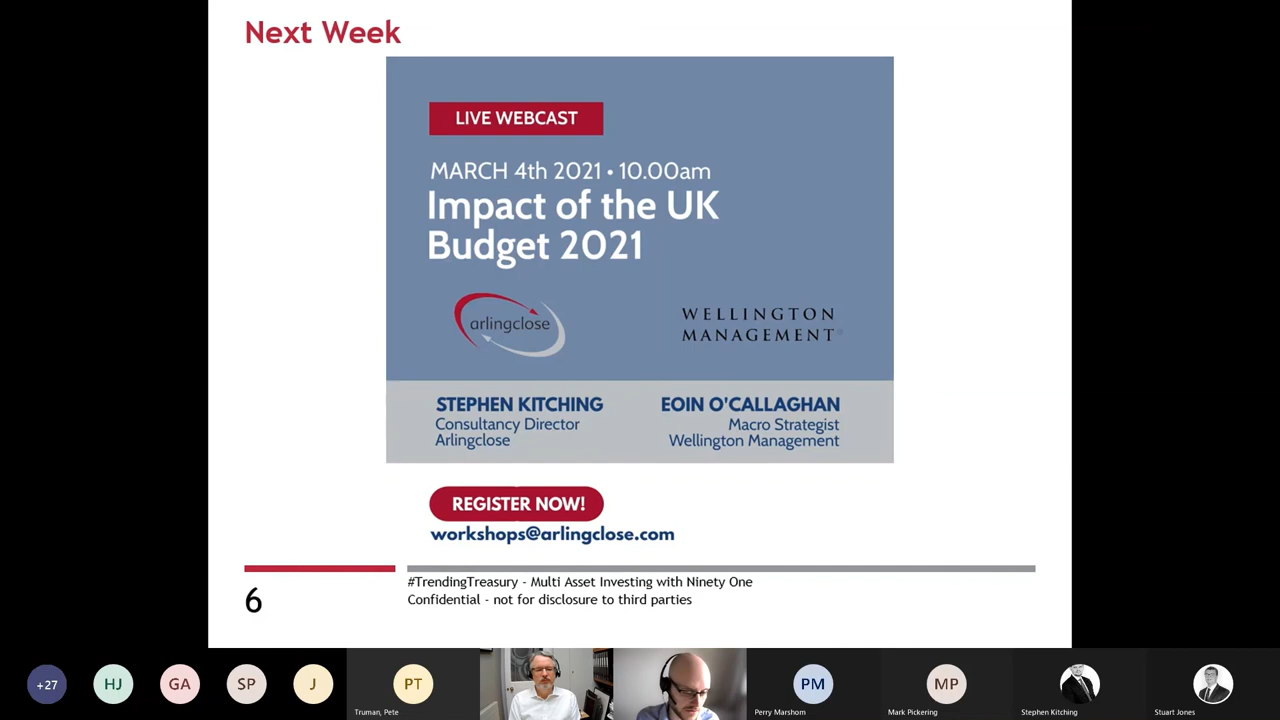 Next Week
LIVE WEBCAST
MARCH 4th 2021 • 10.00am
Impact of the UK
Budget 2021
arlingclose
WELLINGTON
MANAGEMENT®
STEPHEN KITCHING
Consultancy Director
Arlingclose
EOIN O'CALLAGHAN
Macro Strategist
Wellington Management
REGISTER NOW!
workshops@arlingclose.com
#TrendingTreasury - Multi Asset Investing with Ninety One
Confidential - not for disclosure to third parties
6
+27
HJ
GA
SP
J
PT
Truman, Pete
PM
Perry Marshom
MP
Mark Pickering
Stephen Kitching
Stuart Jones